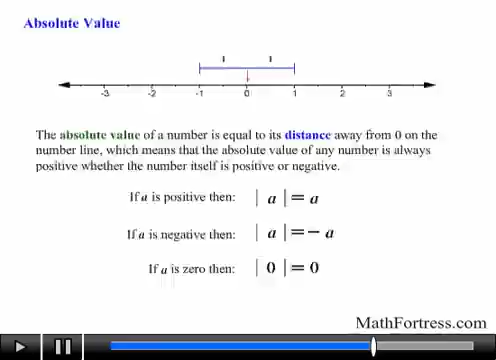 Absolute Value
1 1
-3 -2 -1 0 1 2 3
The absolute value of a number is equal to its distance away from 0 on the
number line, which means that the absolute value of any number is always
positive whether the number itself is positive or negative.
If a is positive then: | a | = a
If a is negative then: | a | = - a
If a is zero then: | 0 | = 0
MathFortress.com